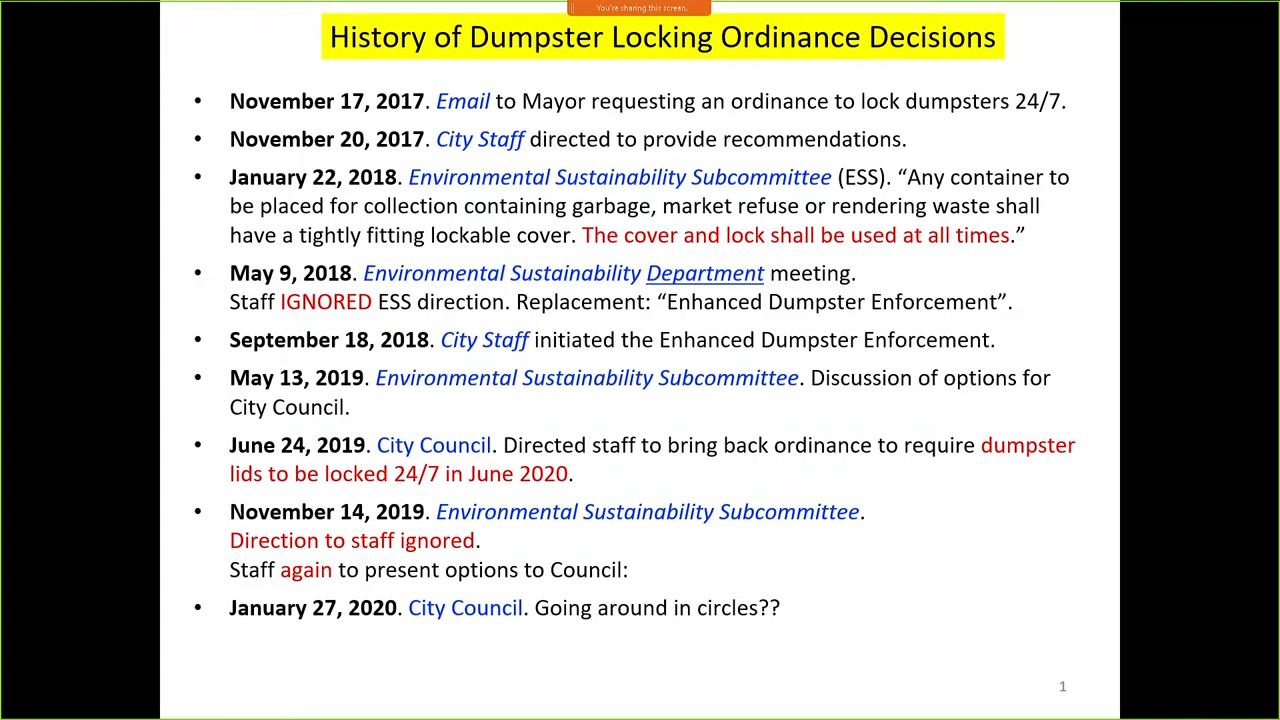 You're sharing this screen.
History of Dumpster Locking Ordinance Decisions
• November 17, 2017. Email to Mayor requesting an ordinance to lock dumpsters 24/7.
• November 20, 2017. City Staff directed to provide recommendations.
• January 22, 2018. Environmental Sustainability Subcommittee (ESS). “Any container to
be placed for collection containing garbage, market refuse or rendering waste shall
have a tightly fitting lockable cover. The cover and lock shall be used at all times.”
• May 9, 2018. Environmental Sustainability Department meeting.
Staff IGNORED ESS direction. Replacement: “Enhanced Dumpster Enforcement”.
• September 18, 2018. City Staff initiated the Enhanced Dumpster Enforcement.
• May 13, 2019. Environmental Sustainability Subcommittee. Discussion of options for
City Council.
• June 24, 2019. City Council. Directed staff to bring back ordinance to require dumpster
lids to be locked 24/7 in June 2020.
• November 14, 2019. Environmental Sustainability Subcommittee.
Direction to staff ignored.
Staff again to present options to Council:
• January 27, 2020. City Council. Going around in circles??
1